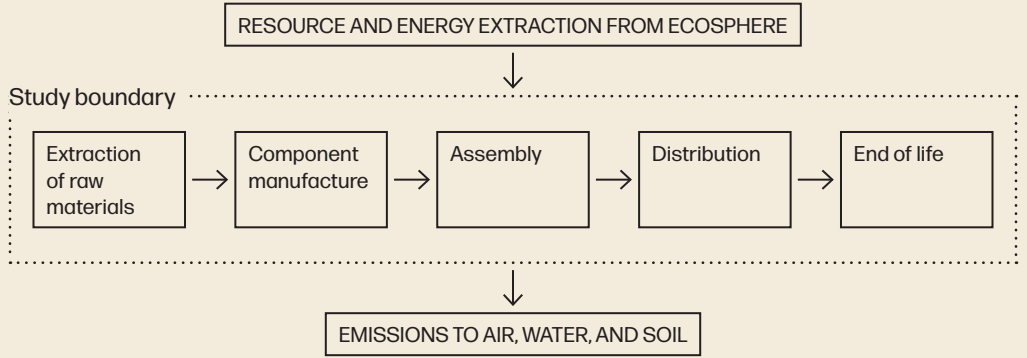 RESOURCE AND ENERGY EXTRACTION FROM ECOSPHERE
Study boundary
Extraction
of raw
materials
Component
manufacture
Assembly
Distribution
End of life
EMISSIONS TO AIR, WATER, AND SOIL